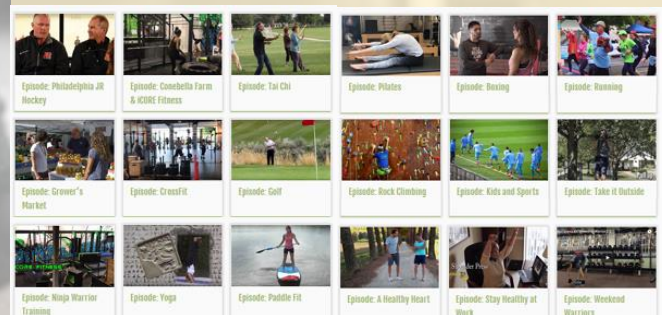 Episode: Philadelphia JR
Hockey
Episode: Conebella Farm
& iCORE Fitness
Episode: Tai Chi
Episode: Pilates
Episode: Boxing
Episode: Running
Episode: Grower's
Market
Episode: CrossFit
Episode: Golf
Episode: Rock Climbing
Episode: Kids and Sports
Episode: Take it Outside
CORE FITNESS
Episode: Ninja Warrior
Training
Episode: Yoga
Episode: Paddle Fit
Episode: A Healthy Heart
Episode: Stay Healthy at
Work
Episode: Weekend
Warriors